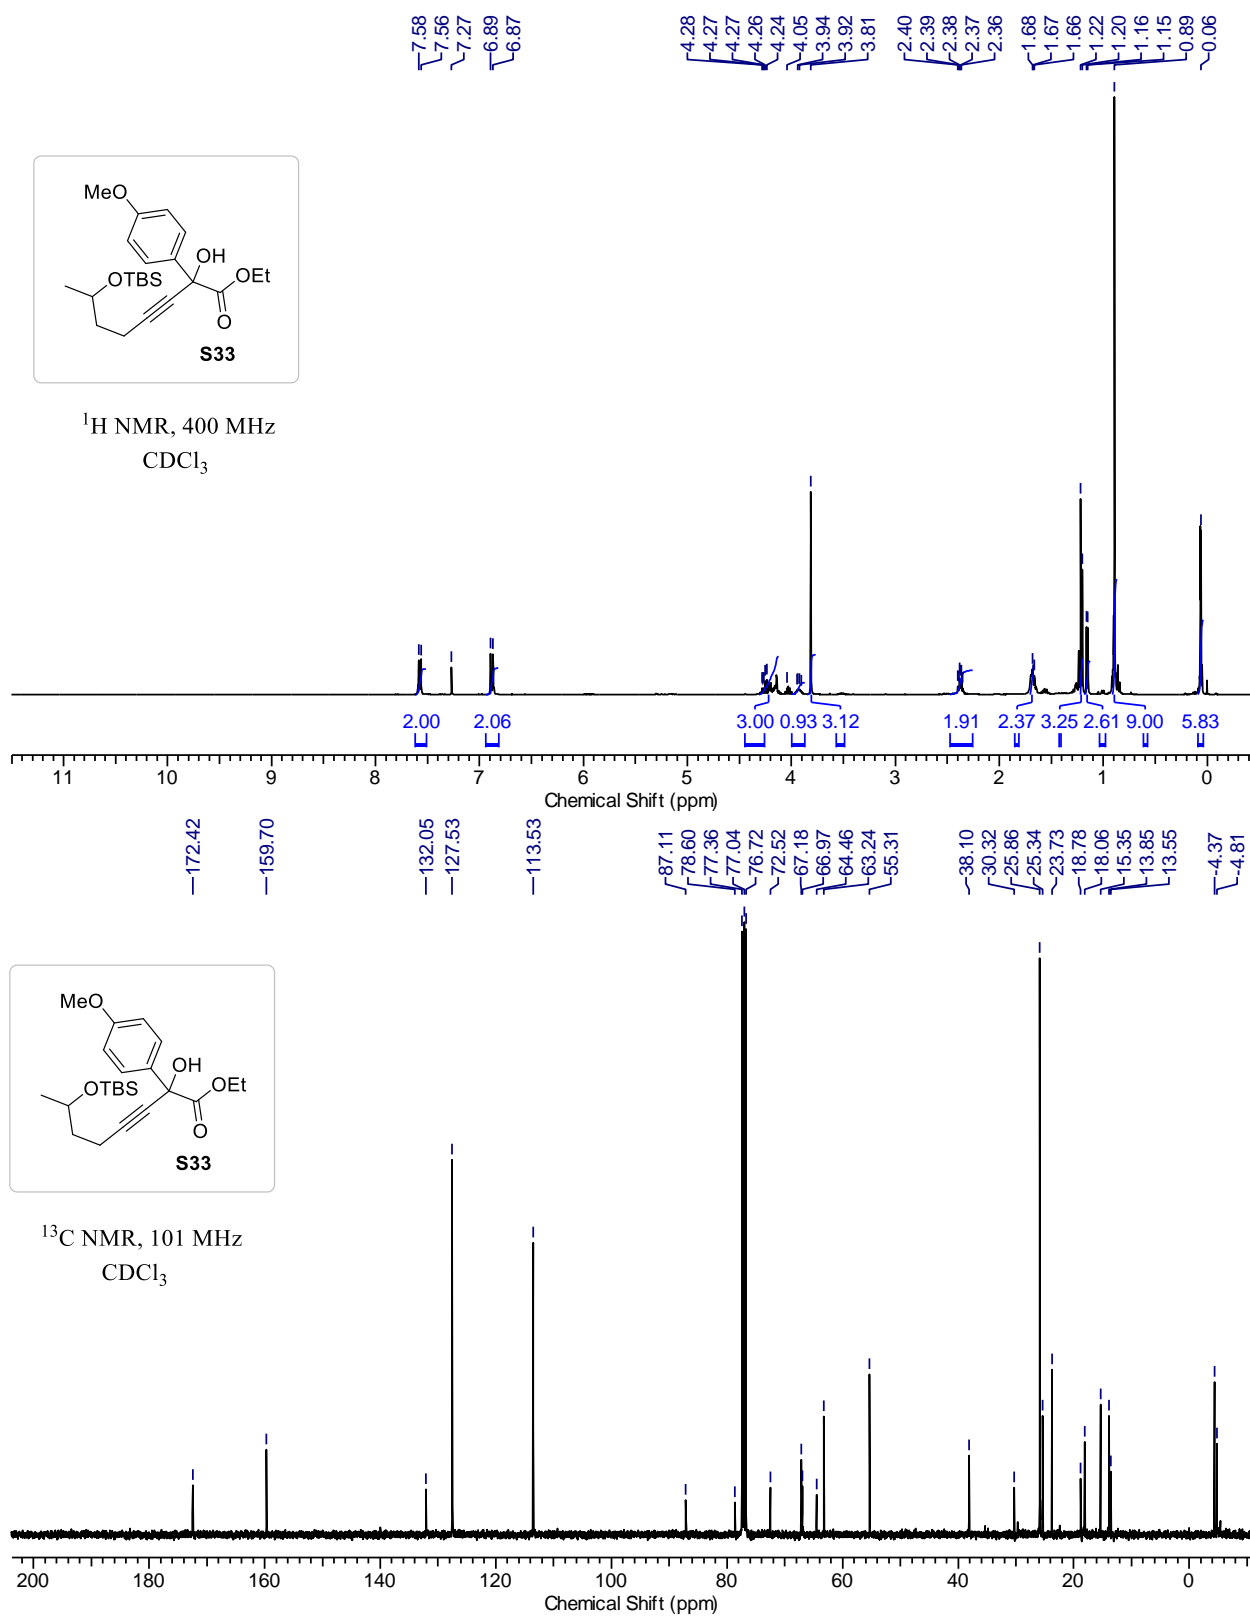 7.58 7.56 7.27 6.89 6.87 4.28 4.27 4.27 4.26 4.24 4.05 3.94 3.92 3.81 2.40 2.39 2.38 2.37 2.36 1.68 1.67 1.66 1.22 1.20 1.16 1.15 0.89 0.06
MeO
OH
OEt
OTBS
O
S33
1H NMR, 400 MHz
CDCl3
2.00 2.06 3.00 0.93 3.12 1.91 2.37 3.25 2.61 9.00 5.83
11 10 9 8 7 6 5 4 3 2 1 0
Chemical Shift (ppm)
172.42 159.70 132.05 127.53 113.53 87.11 78.60 77.36 77.04 76.72 72.52 67.18 66.97 64.46 63.24 55.31 38.10 30.32 25.86 25.34 23.73 18.78 18.06 15.35 13.85 13.55 -4.37 -4.81
MeO
OH
OEt
OTBS
O
S33
13C NMR, 101 MHz
CDCl3
200 180 160 140 120 100 80 60 40 20 0
Chemical Shift (ppm)